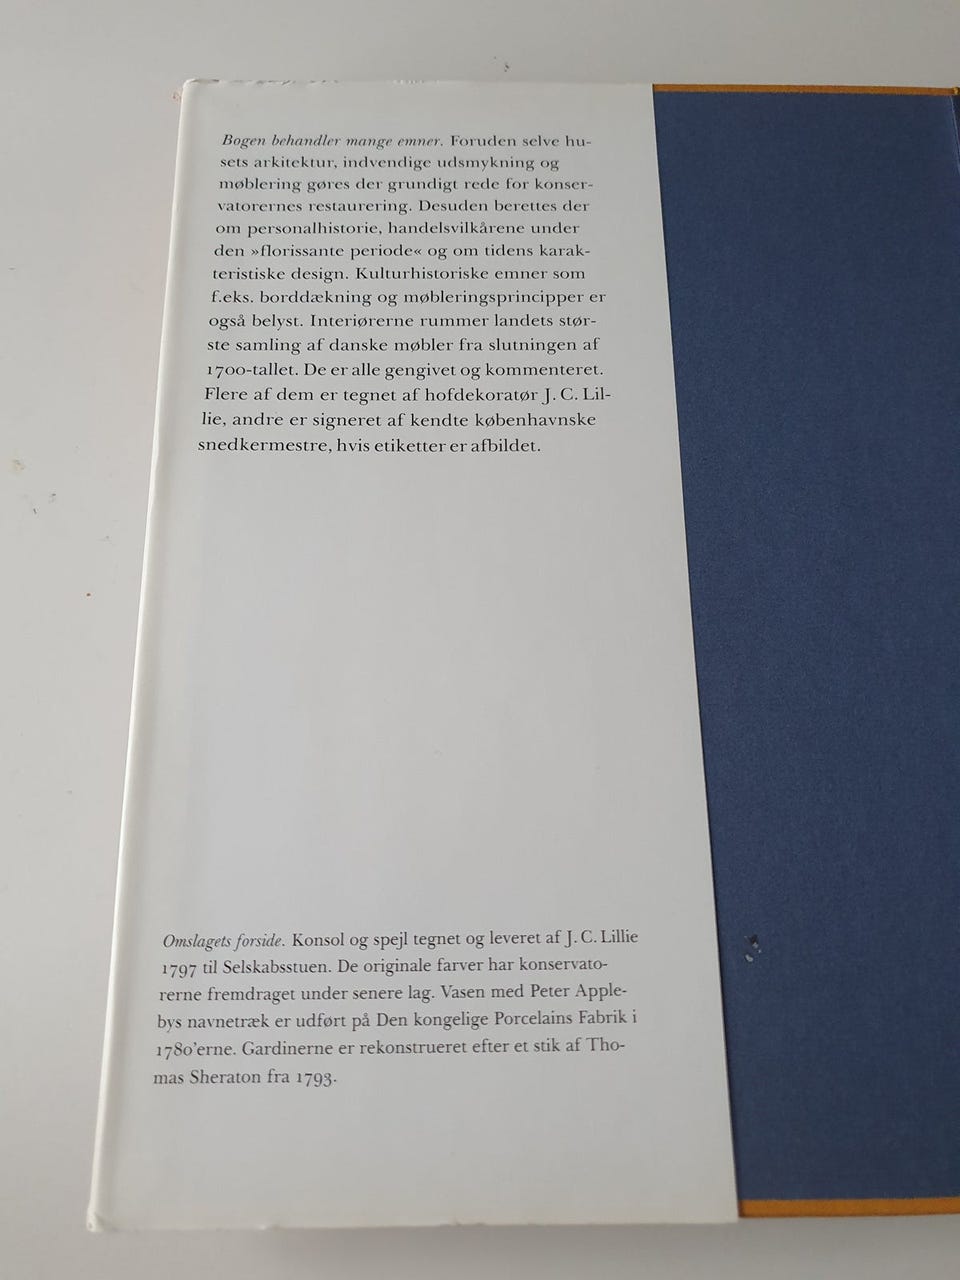 Bogen behandler mange emner. Foruden selve hu-
sets arkitektur, indvendige udsmykning og
møblering gøres der grundigt rede for konser-
vatorernes restaurering. Desuden berettes der
om personalhistorie, handelsvilkårene under
den »florissante periode« og om tidens karak-
teristiske design. Kulturhistoriske emner som
f.eks. borddækning og møbleringsprincipper er
også belyst. Interiørerne rummer landets stør-
ste samling af danske møbler fra slutningen af
1700-tallet. De er alle gengivet og kommenteret.
Flere af dem er tegnet af hofdekoratør J. C. Lil-
lie, andre er signeret af kendte københavnske
snedkermestre, hvis etiketter er afbildet.
Omslagets forside. Konsol og spejl tegnet og leveret af J. C. Lillie
1797 til Selskabsstuen. De originale farver har konservato-
rerne fremdraget under senere lag. Vasen med Peter Apple-
bys navnetræk er udført på Den kongelige Porcelains Fabrik i
1780'erne. Gardinerne er rekonstrueret efter et stik af Tho-
mas Sheraton fra 1793.